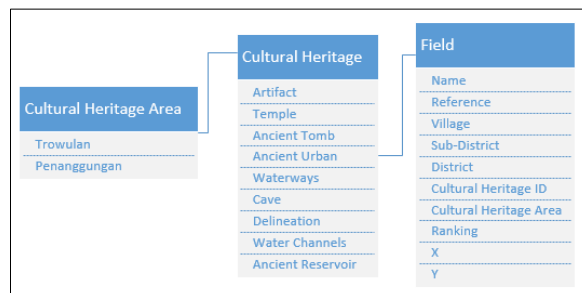 Cultural Heritage Area
Trowulan
Penanggungan
Cultural Heritage
Artifact
Temple
Ancient Tomb
Ancient Urban
Waterways
Cave
Delineation
Water Channels
Ancient Reservoir
Field
Name
Reference
Village
Sub-District
District
Cultural Heritage ID
Cultural Heritage Area
Ranking
X
Y